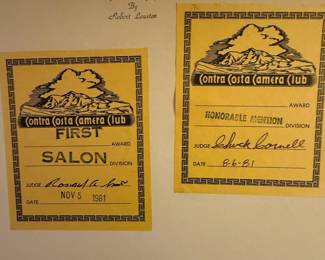 By
Contra Costa Camera Club
FIRST
AWARD
SALON
DIVISION
JUDGE
NOV 5 1981
DATE
Contra Costa Camera Club
AWARD
HONORABLE MENTION
DIVISION
JUDGE Chuck Cornell
DATE 8-6-81